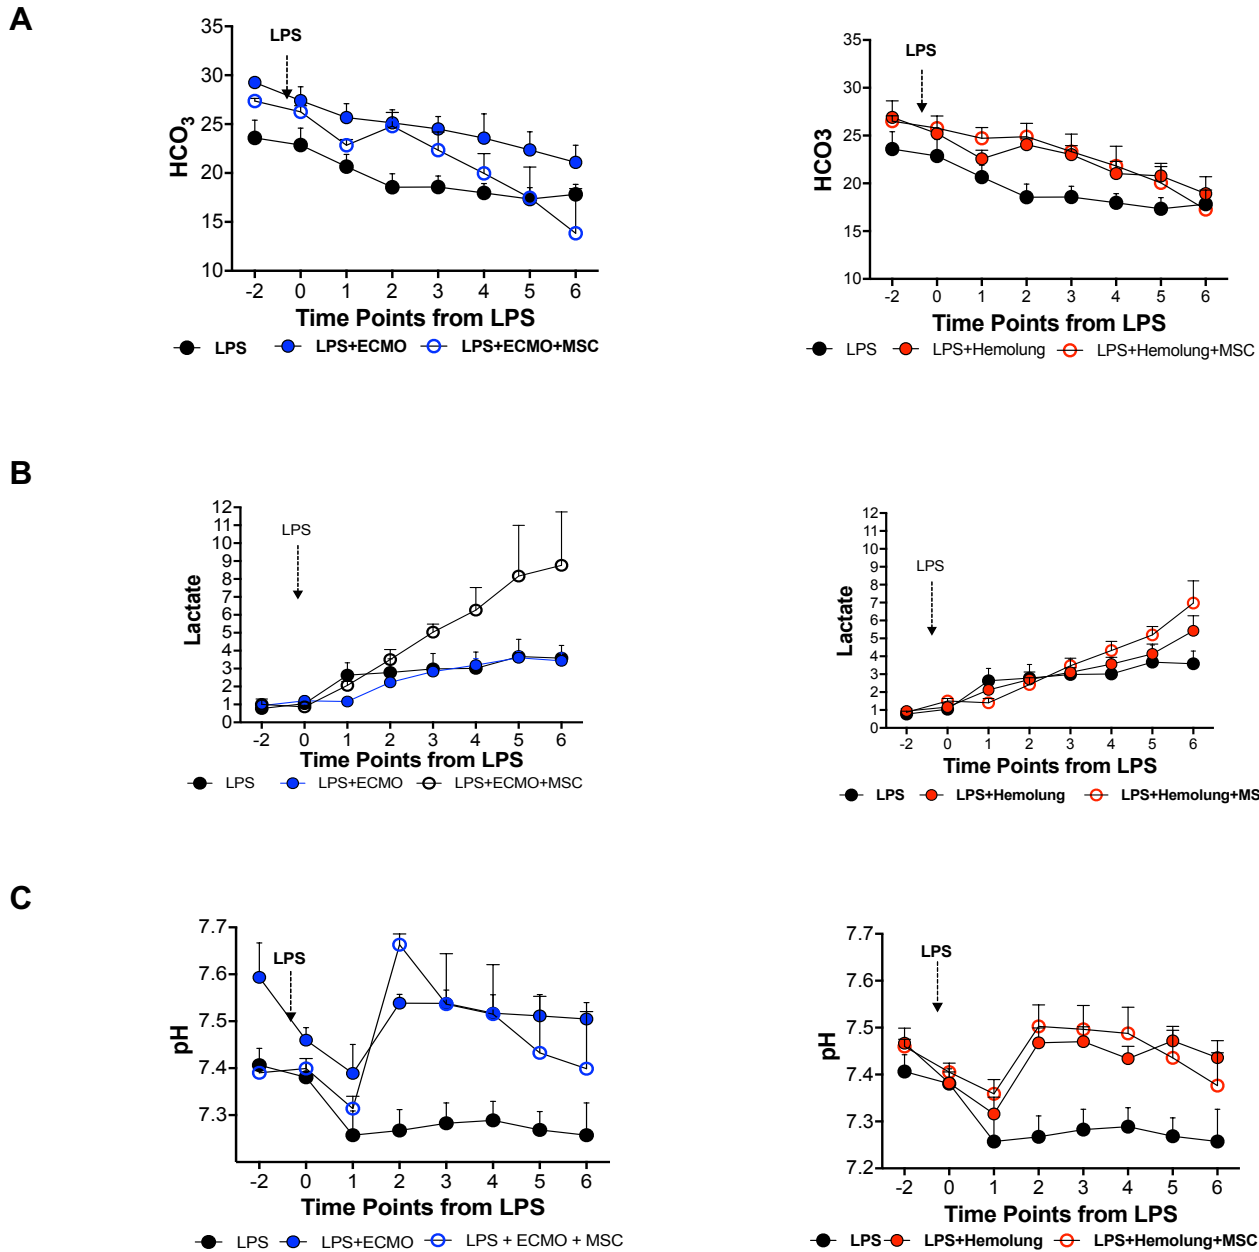 A
35
30
25
20
15
10
HCO3
LPS
-2 0 1 2 3 4 5 6
Time Points from LPS
LPS LPS+ECMO LPS+ECMO+MSC
35
30
25
20
15
10
HCO3
LPS
-2 0 1 2 3 4 5 6
Time Points from LPS
LPS LPS+Hemolung LPS+Hemolung+MSC
B
12
11
10
9
8
7
6
5
4
3
2
1
0
Lactate
LPS
-2 0 1 2 3 4 5 6
Time Points from LPS
LPS LPS+ECMO LPS+ECMO+MSC
12
11
10
9
8
7
6
5
4
3
2
1
0
Lactate
LPS
-2 0 1 2 3 4 5 6
Time Points from LPS
LPS LPS+Hemolung LPS+Hemolung+MS
C
7.7
7.6
7.5
7.4
7.3
pH
LPS
-2 0 1 2 3 4 5 6
Time Points from LPS
LPS LPS+ECMO LPS + ECMO + MSC
7.7
7.6
7.5
7.4
7.3
7.2
pH
LPS
-2 0 1 2 3 4 5 6
Time Points from LPS
LPS LPS+Hemolung LPS+Hemolung+MSC